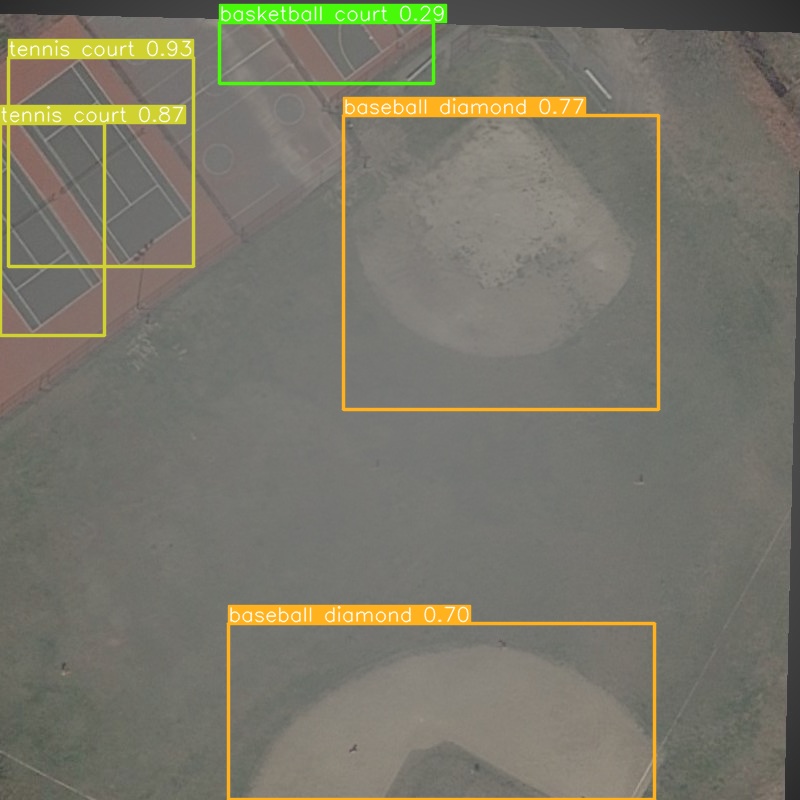 basketball court 0.29
tennis court 0.93
baseball diamond 0.77
tennis court 0.87
baseball diamond 0.70